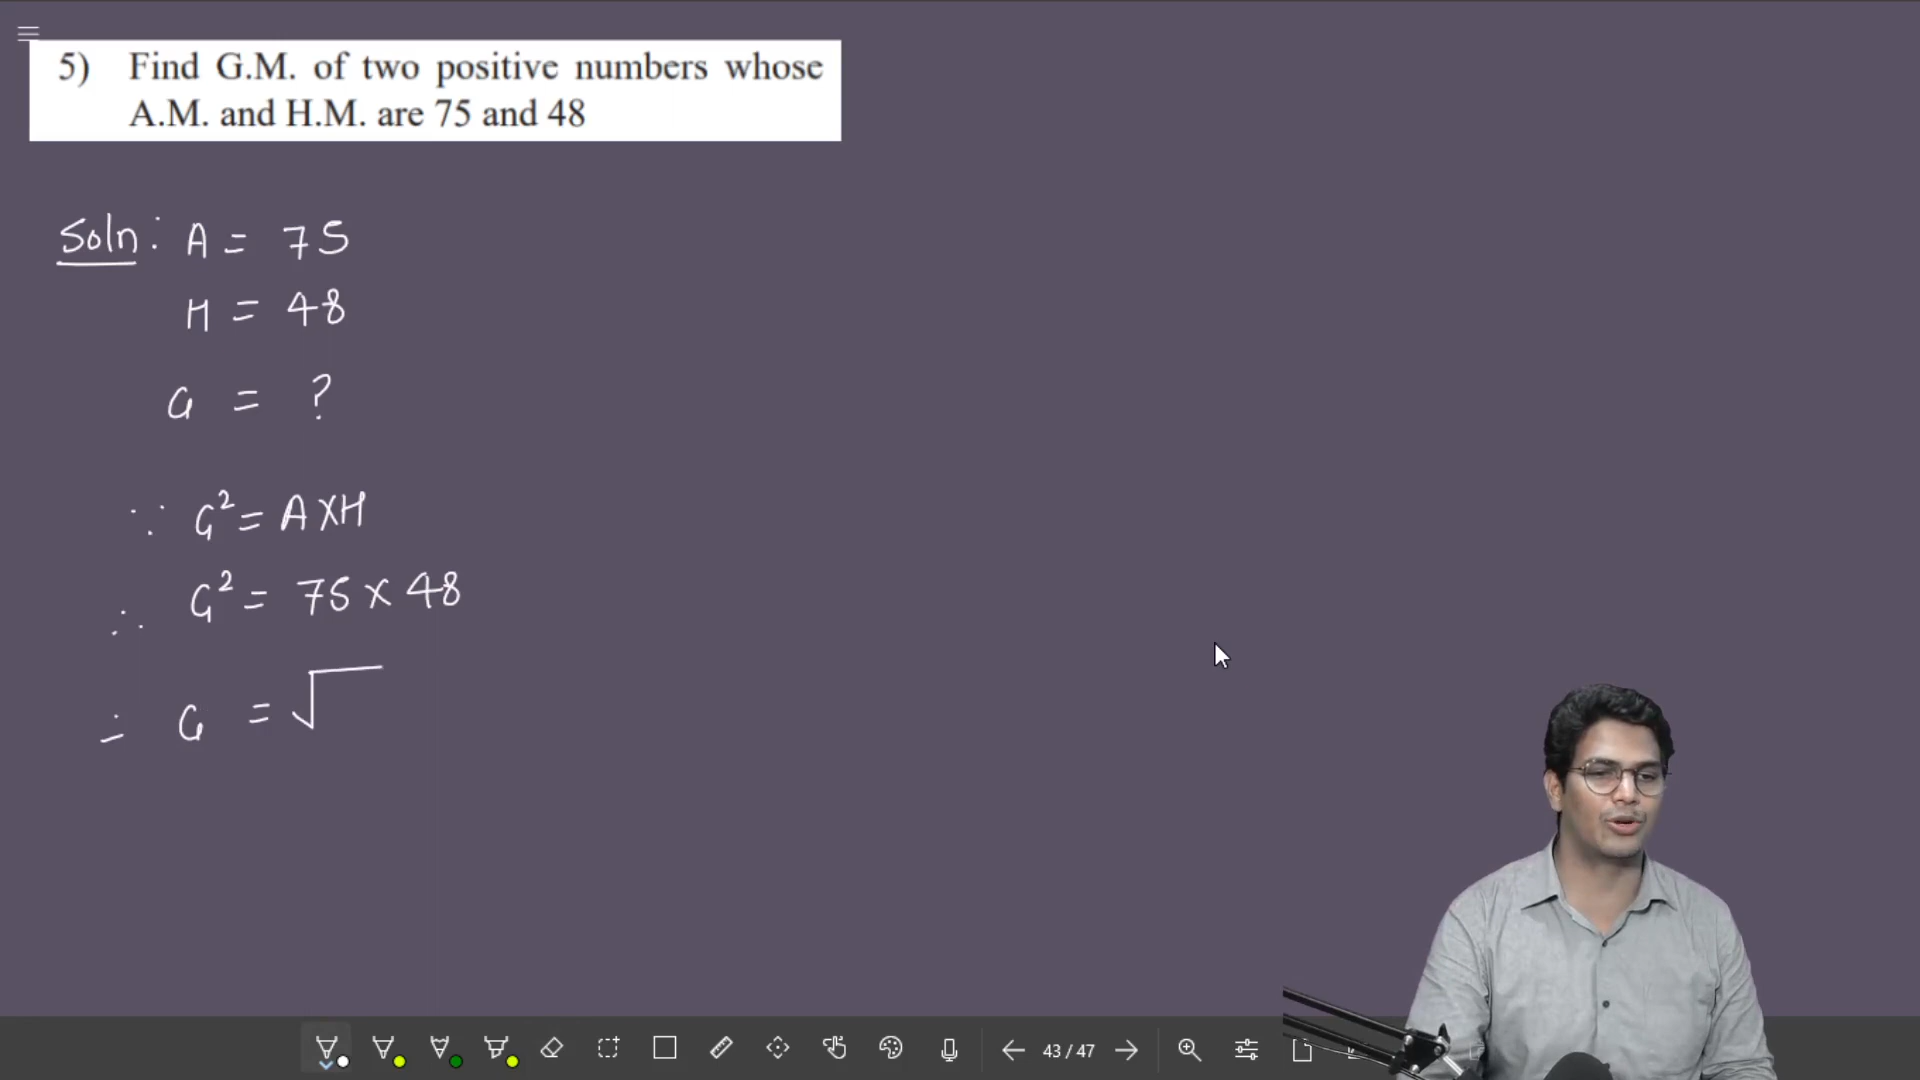 5) Find G.M. of two positive numbers whose
A.M. and H.M. are 75 and 48
Soln: A = 75
H = 48
G = ?
∵ G² = A×H
∴ G² = 75 × 48
∴ G = √
43 / 47